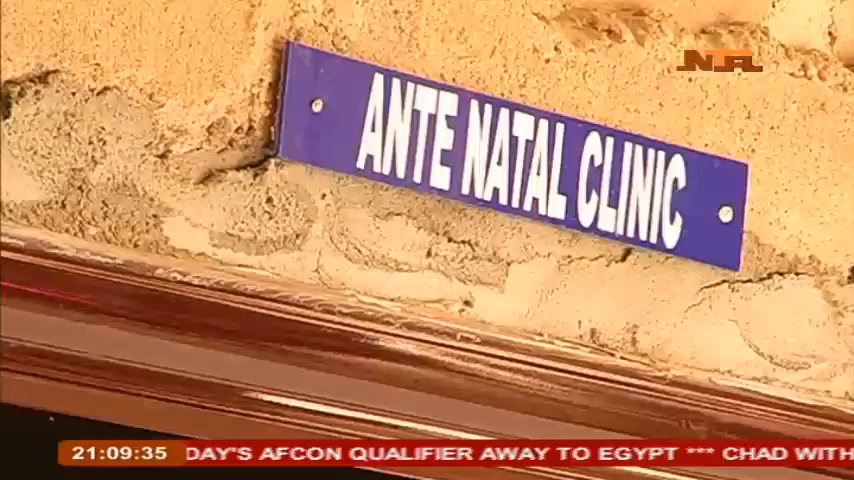 NTA
ANTE NATAL CLINIC
21:09:35 DAY'S AFCON QUALIFIER AWAY TO EGYPT *** CHAD WITH